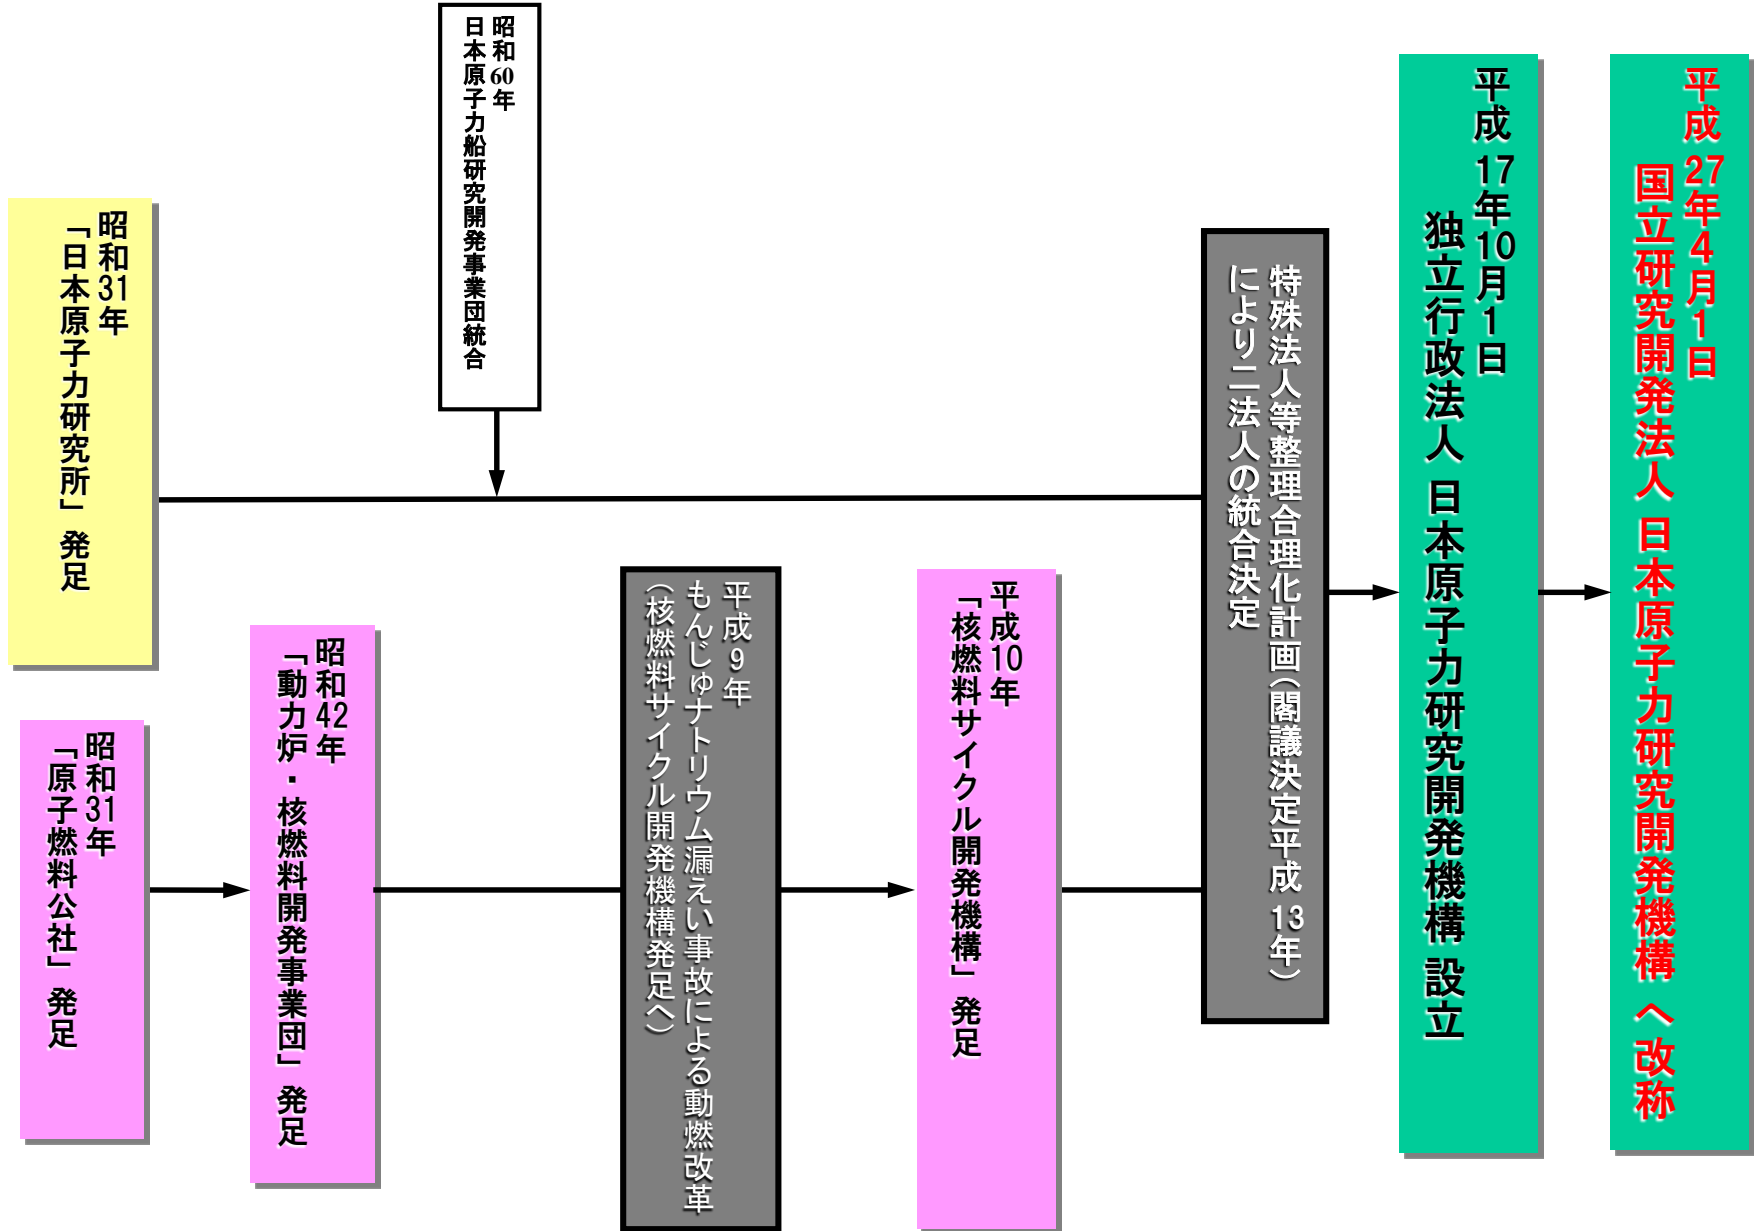 昭和31年
「日本原子力研究所」発足
昭和31年
「原子燃料公社」発足
昭和42年
「動力炉・核燃料開発事業団」発足
昭和60年
日本原子力船研究開発事業団統合
平成9年
もんじゅナトリウム漏えい事故による動燃改革
（核燃料サイクル開発機構発足へ）
平成10年
「核燃料サイクル開発機構」発足
特殊法人等整理合理化計画（閣議決定平成13年）
により二法人の統合決定
平成17年10月1日
独立行政法人 日本原子力研究開発機構 設立
平成27年4月1日
国立研究開発法人 日本原子力研究開発機構 へ改称